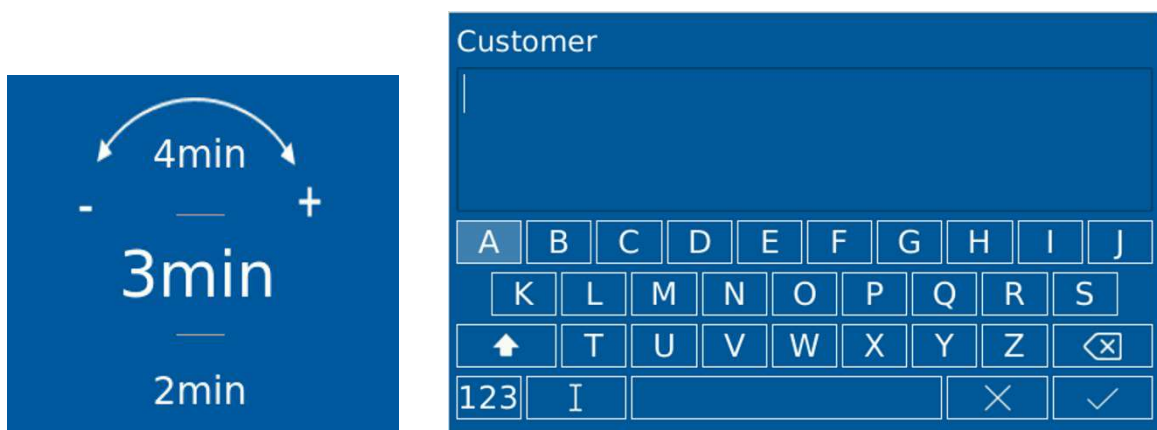 4min
- +
3min
2min
Customer
A B C D E F G H I J
K L M N O P Q R S
T U V W X Y Z
123